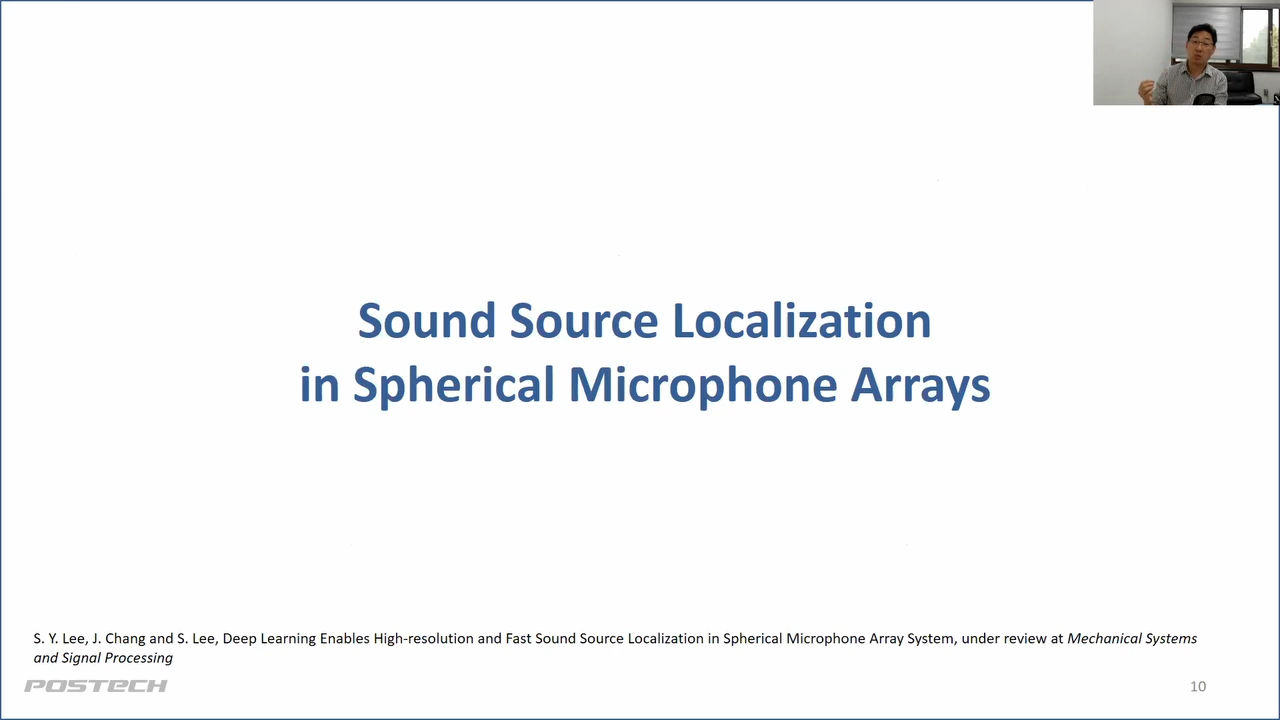 Sound Source Localization
in Spherical Microphone Arrays
S. Y. Lee, J. Chang and S. Lee, Deep Learning Enables High-resolution and Fast Sound Source Localization in Spherical Microphone Array System, under review at Mechanical Systems
and Signal Processing
POSTECH
10